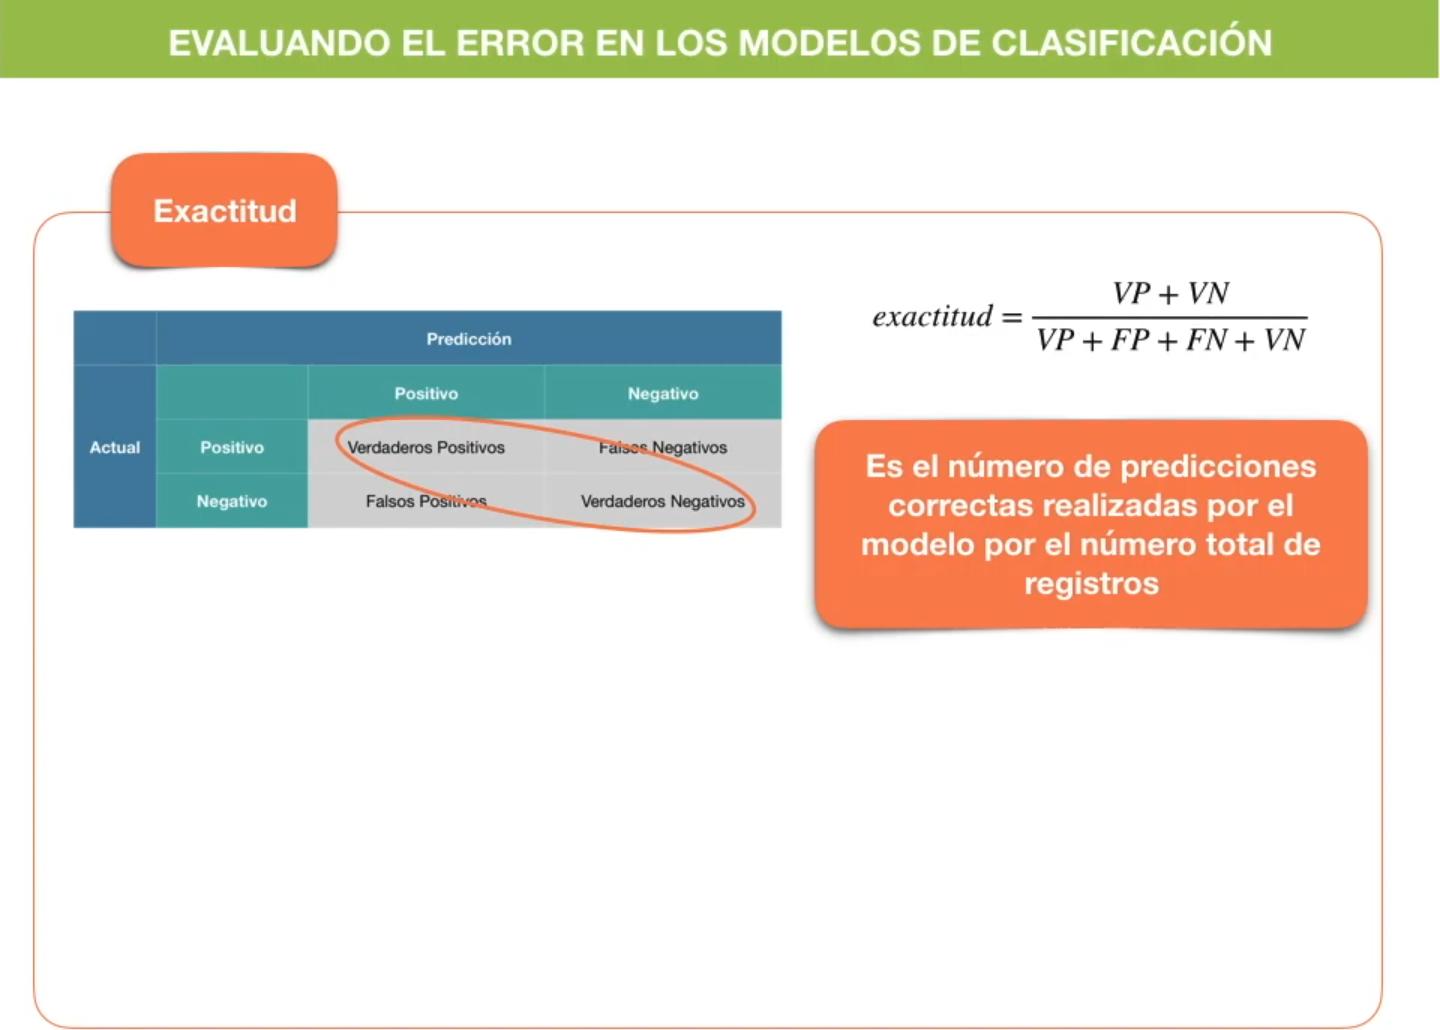 EVALUANDO EL ERROR EN LOS MODELOS DE CLASIFICACIÓN
Exactitud
Predicción
Positivo Negativo
Actual Positivo Verdaderos Positivos Falsos Negativos
Negativo Falsos Positivos Verdaderos Negativos
exactitud = (VP + VN) / (VP + FP + FN + VN)
Es el número de predicciones
correctas realizadas por el
modelo por el número total de
registros